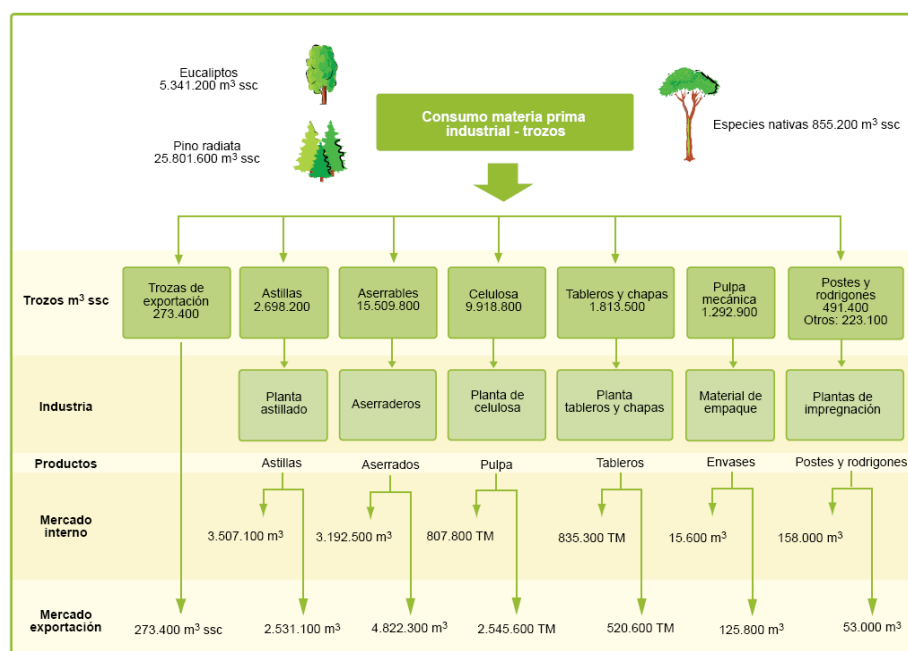 Eucaliptos
5.341.200 m³ ssc
Pino radiata
25.801.600 m³ ssc
Consumo materia prima
industrial - trozos
Especies nativas 855.200 m³ ssc
Trozos m³ ssc
Trozas de
exportación
273.400
Astillas
2.698.200
Aserrables
15.509.800
Celulosa
9.918.800
Tableros y chapas
1.813.500
Pulpa
mecánica
1.292.900
Postes y
rodrigones
491.400
Otros: 223.100
Industria
Planta
astillado
Aserraderos
Planta de
celulosa
Planta
tableros y chapas
Material de
empaque
Plantas de
impregnación
Productos
Astillas
Aserrados
Pulpa
Tableros
Envases
Postes y rodrigones
Mercado
interno
3.507.100 m³
3.192.500 m³
807.800 TM
835.300 TM
15.600 m³
158.000 m³
Mercado
exportación
273.400 m³ ssc
2.531.100 m³
4.822.300 m³
2.545.600 TM
520.600 TM
125.800 m³
53.000 m³